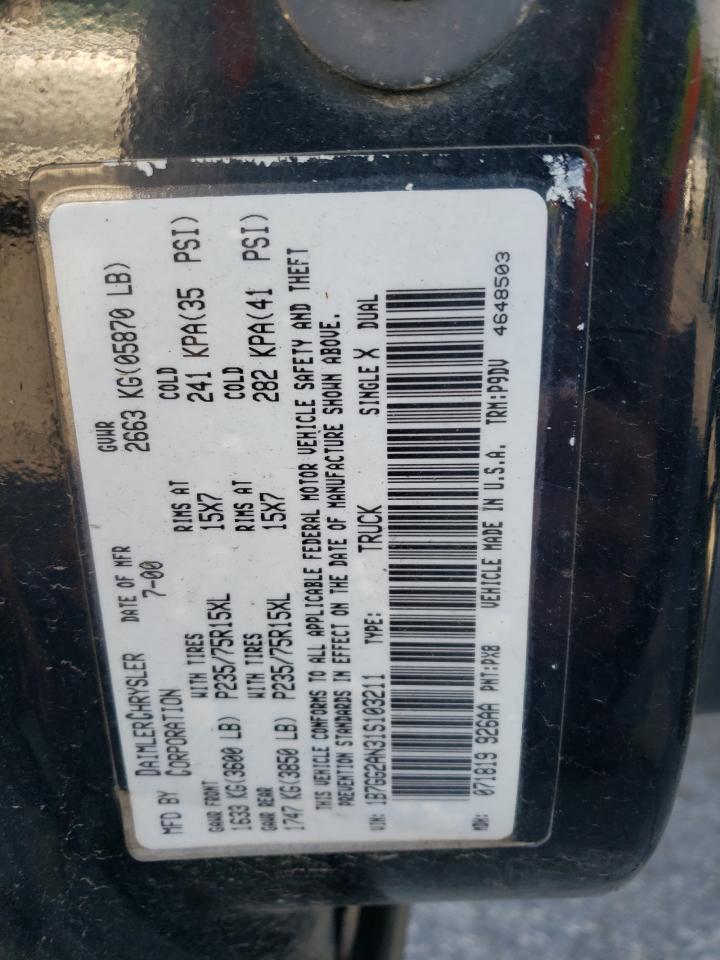 MFD BY DAIMLERCHRYSLER CORPORATION DATE OF MFR 7-00 GVWR 2663 KG(05870 LB)
GAWR FRONT WITH TIRES RIMS AT COLD
1633 KG(3600 LB) P235/75R15XL 15X7 241 KPA(35 PSI)
GAWR REAR WITH TIRES RIMS AT COLD
1747 KG(3850 LB) P235/75R15XL 15X7 282 KPA(41 PSI)
THIS VEHICLE CONFORMS TO ALL APPLICABLE FEDERAL MOTOR VEHICLE SAFETY AND THEFT
PREVENTION STANDARDS IN EFFECT ON THE DATE OF MANUFACTURE SHOWN ABOVE.
VIN: 1B7GG2AN31S103211 TYPE: TRUCK SINGLE X DUAL
MDH: 071819 926AA PNT:PX8 VEHICLE MADE IN U.S.A. TRM:P9DV 4648503